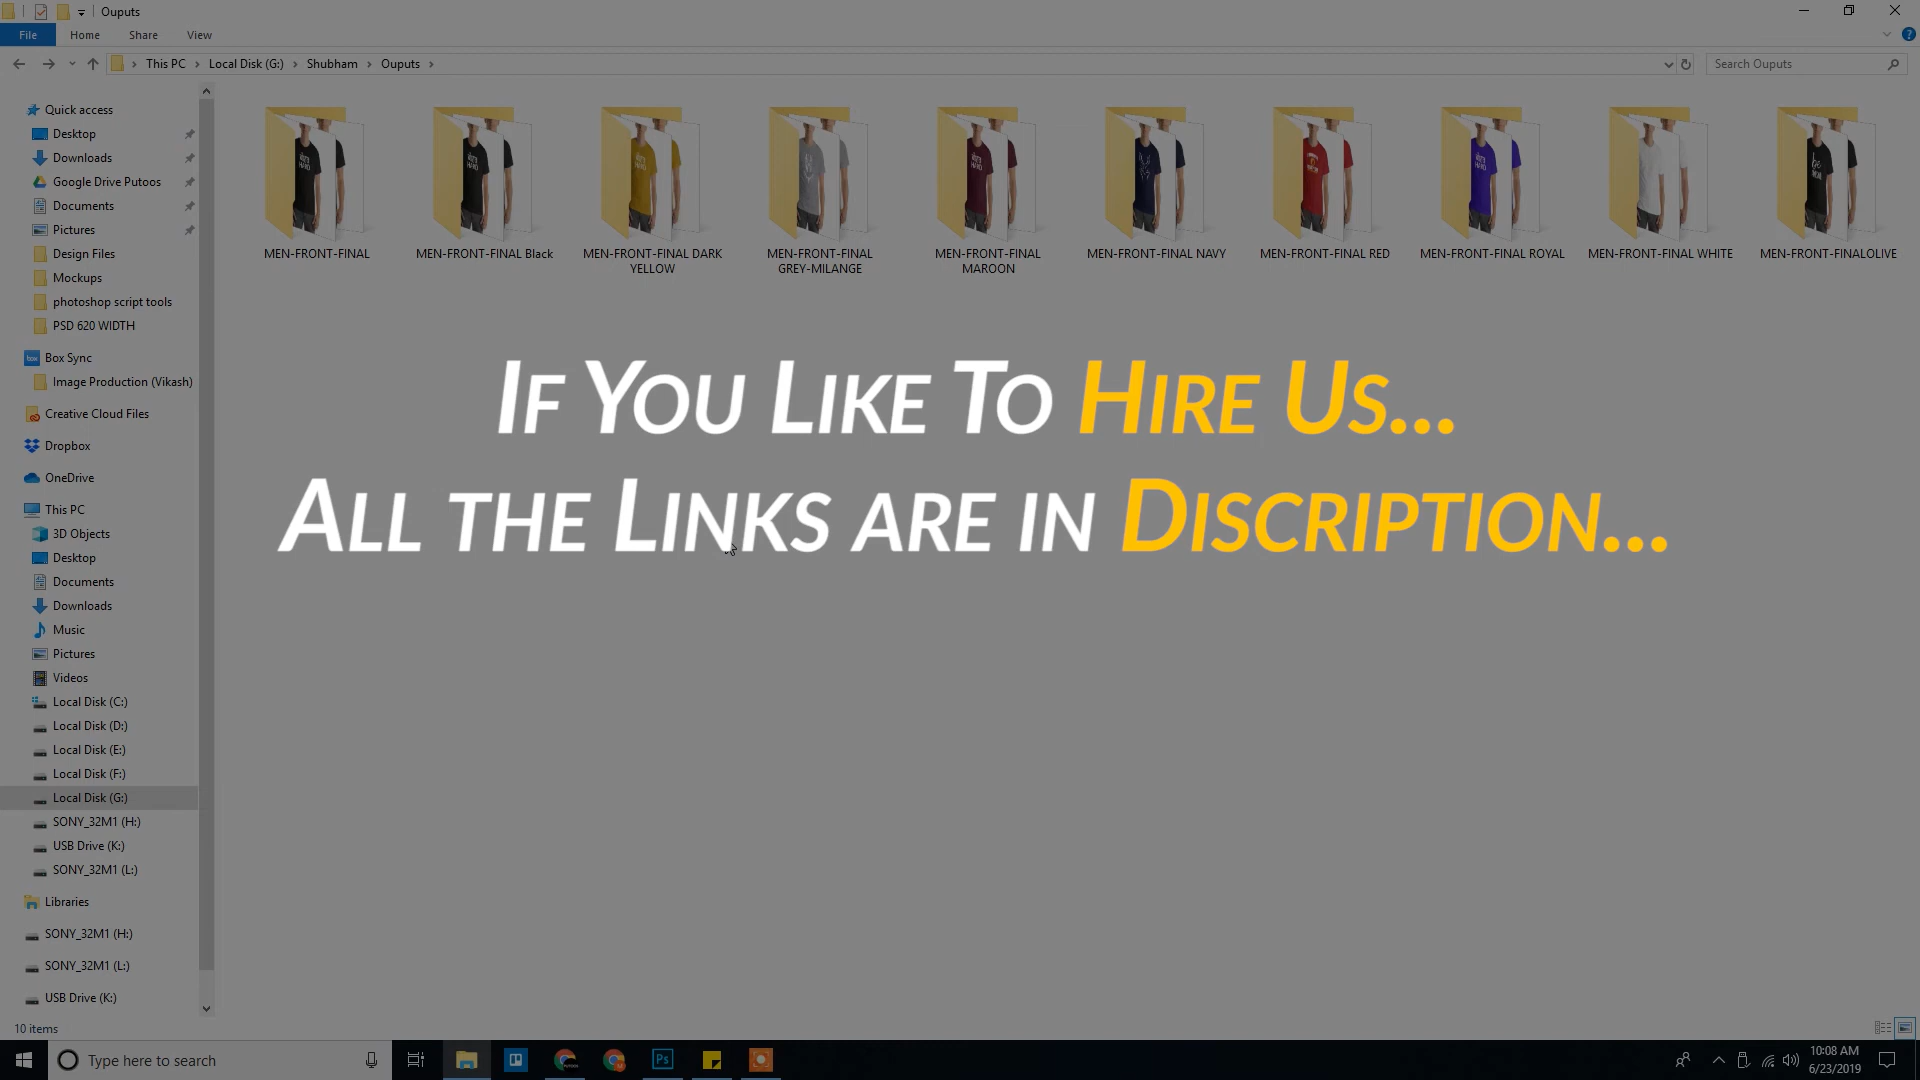 Ouputs
File Home Share View
This PC Local Disk (G:) Shubham Ouputs
Search Ouputs
Quick access
Desktop
Downloads
Google Drive Putoos
Documents
Pictures
Design Files
Mockups
photoshop script tools
PSD 620 WIDTH
Box Sync
Image Production (Vikash)
Creative Cloud Files
Dropbox
OneDrive
This PC
3D Objects
Desktop
Documents
Downloads
Music
Pictures
Videos
Local Disk (C:)
Local Disk (D:)
Local Disk (E:)
Local Disk (F:)
Local Disk (G:)
SONY_32M1 (H:)
USB Drive (K:)
SONY_32M1 (L:)
Libraries
SONY_32M1 (H:)
SONY_32M1 (L:)
USB Drive (K:)
MEN-FRONT-FINAL
MEN-FRONT-FINAL Black
MEN-FRONT-FINAL DARK
YELLOW
MEN-FRONT-FINAL
GREY-MILANGE
MEN-FRONT-FINAL
MAROON
MEN-FRONT-FINAL NAVY
MEN-FRONT-FINAL RED
MEN-FRONT-FINAL ROYAL
MEN-FRONT-FINAL WHITE
MEN-FRONT-FINALOLIVE
IF YOU LIKE TO HIRE US...
ALL THE LINKS ARE IN DISCRIPTION...
10 items
Type here to search
Ps
10:08 AM
6/23/2019